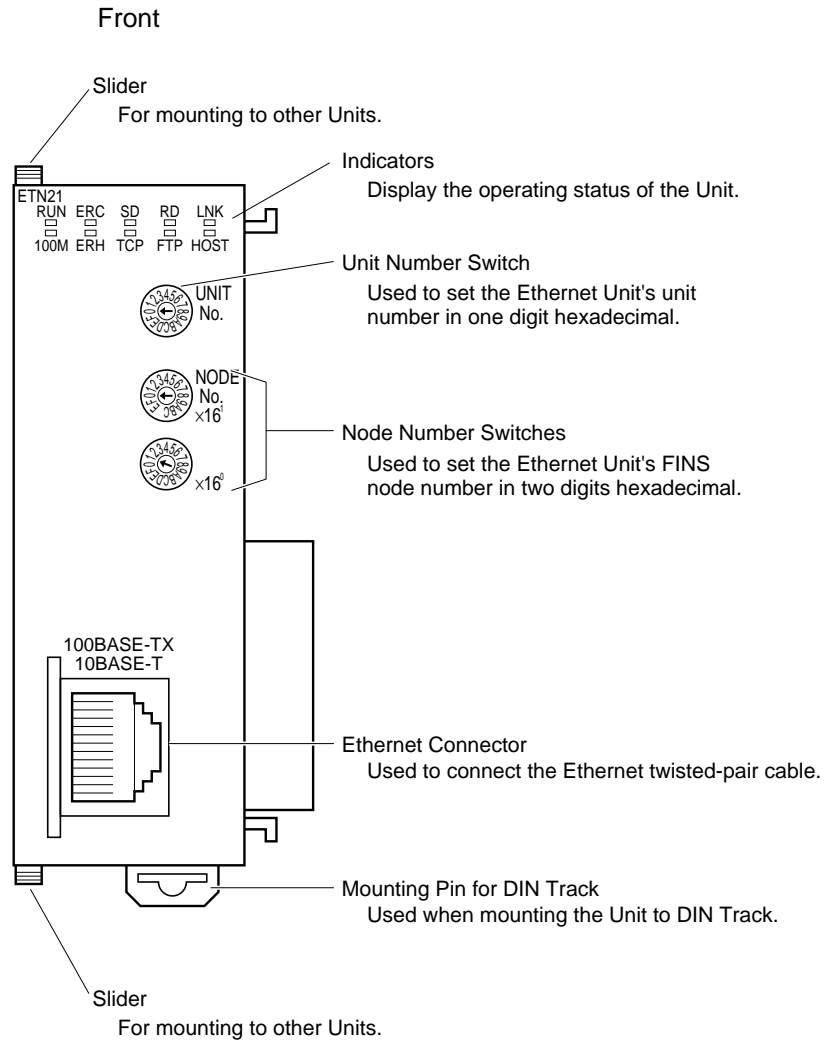 Front
Slider
For mounting to other Units.
Indicators
Display the operating status of the Unit.
ETN21
RUN ERC SD RD LNK
100M ERH TCP FTP HOST
Unit Number Switch
Used to set the Ethernet Unit's unit
number in one digit hexadecimal.
0123456789ABCDEF
UNIT
No.
0123456789ABC EF
NODE
No.
×16¹
Node Number Switches
Used to set the Ethernet Unit's FINS
node number in two digits hexadecimal.
0123456789ABCDEF
×16⁰
100BASE-TX
10BASE-T
Ethernet Connector
Used to connect the Ethernet twisted-pair cable.
Mounting Pin for DIN Track
Used when mounting the Unit to DIN Track.
Slider
For mounting to other Units.